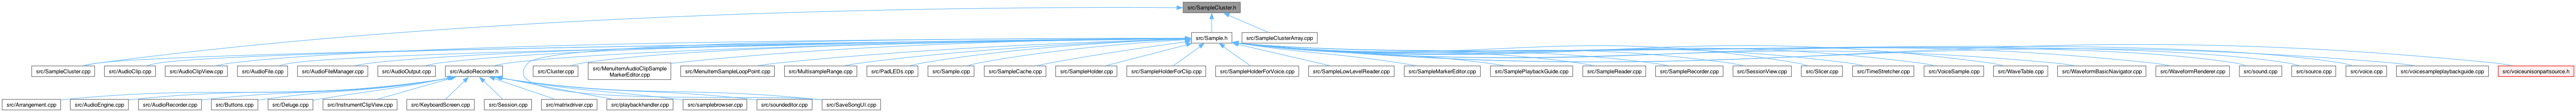 src/SampleCluster.h
src/Sample.h
src/SampleClusterArray.cpp
src/SampleCluster.cpp
src/AudioClip.cpp
src/AudioClipView.cpp
src/AudioFile.cpp
src/AudioFileManager.cpp
src/AudioOutput.cpp
src/AudioRecorder.h
src/Cluster.cpp
src/MenuItemAudioClipSample
MarkerEditor.cpp
src/MenuItemSampleLoopPoint.cpp
src/MultisampleRange.cpp
src/PadLEDs.cpp
src/Sample.cpp
src/SampleCache.cpp
src/SampleHolder.cpp
src/SampleHolderForClip.cpp
src/SampleHolderForVoice.cpp
src/SampleLowLevelReader.cpp
src/SampleMarkerEditor.cpp
src/SamplePlaybackGuide.cpp
src/SampleReader.cpp
src/SampleRecorder.cpp
src/SessionView.cpp
src/Slicer.cpp
src/TimeStretcher.cpp
src/VoiceSample.cpp
src/WaveTable.cpp
src/WaveformBasicNavigator.cpp
src/WaveformRenderer.cpp
src/sound.cpp
src/source.cpp
src/voice.cpp
src/voicesampleplaybackguide.cpp
src/voiceunisonpartsource.h
src/Arrangement.cpp
src/AudioEngine.cpp
src/AudioRecorder.cpp
src/Buttons.cpp
src/Deluge.cpp
src/InstrumentClipView.cpp
src/KeyboardScreen.cpp
src/Session.cpp
src/matrixdriver.cpp
src/playbackhandler.cpp
src/samplebrowser.cpp
src/soundeditor.cpp
src/SaveSongUI.cpp